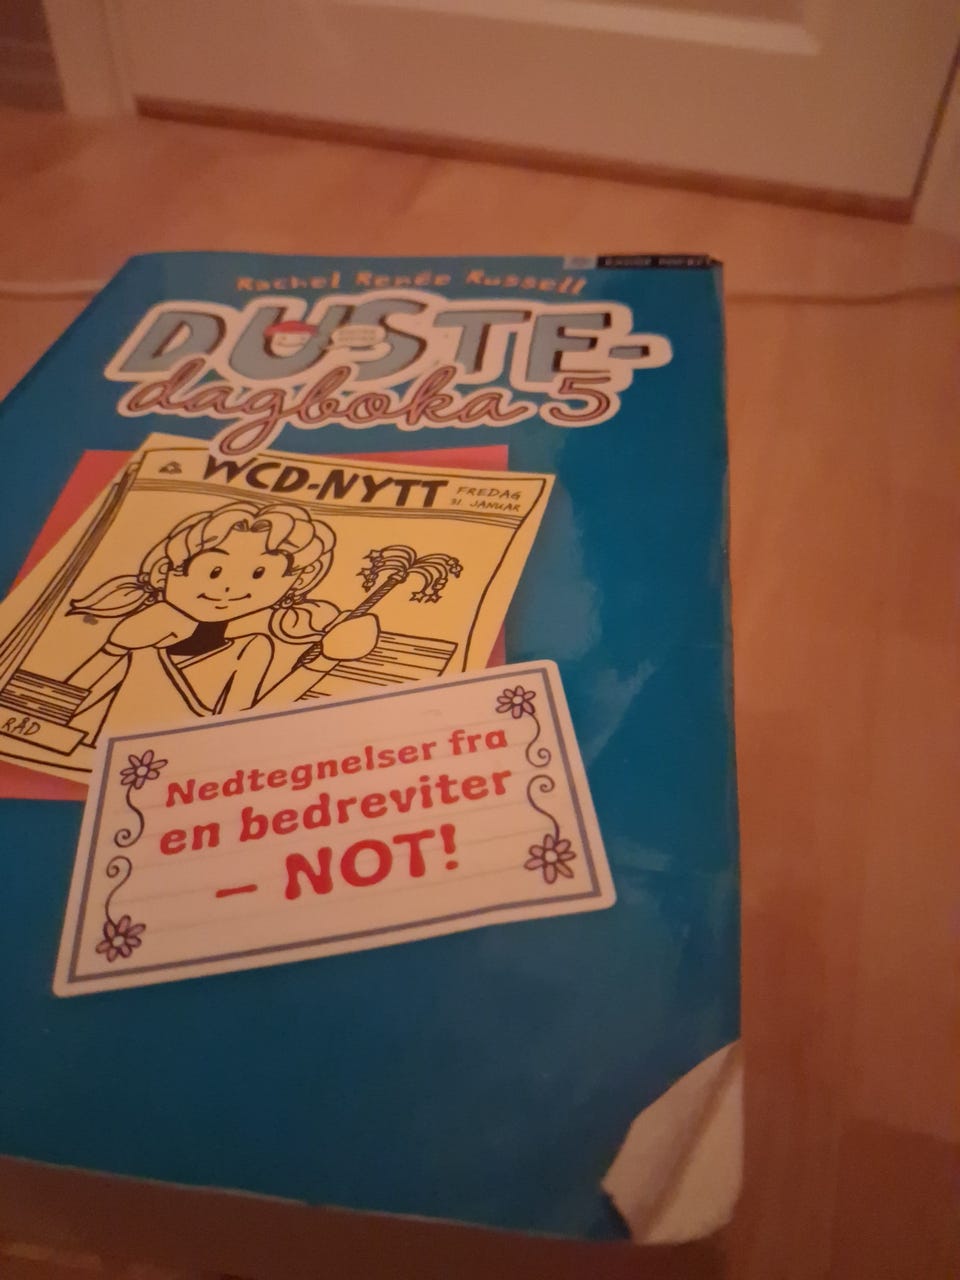 Rachel Renée Russell
DUSTE-
dagboka 5
WCD-NYTT
FREDAG
31. JANUAR
RÅD
Nedtegnelser fra
en bedreviter
– NOT!